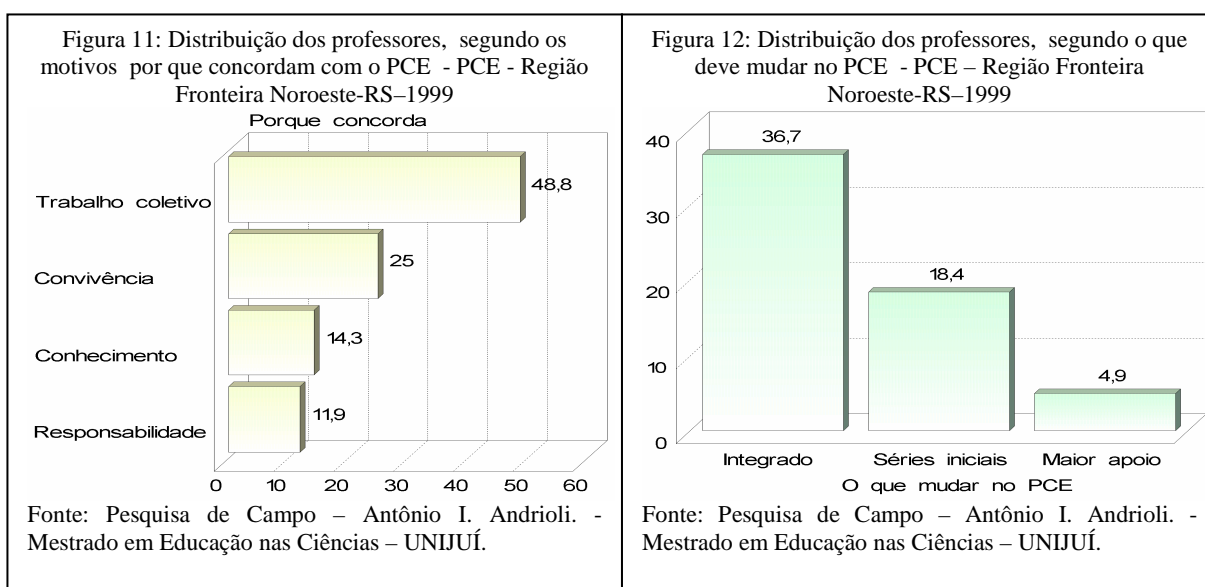 Figura 11: Distribuição dos professores, segundo os
motivos por que concordam com o PCE - PCE - Região
Fronteira Noroeste-RS–1999
Porque concorda
Trabalho coletivo
48,8
Convivência
25
Conhecimento
14,3
Responsabilidade
11,9
0 10 20 30 40 50 60
Fonte: Pesquisa de Campo – Antônio I. Andrioli. -
Mestrado em Educação nas Ciências – UNIJUÍ.
Figura 12: Distribuição dos professores, segundo o que
deve mudar no PCE - PCE – Região Fronteira
Noroeste-RS–1999
40
30
20
10
0
36,7
18,4
4,9
Integrado Séries iniciais Maior apoio
O que mudar no PCE
Fonte: Pesquisa de Campo – Antônio I. Andrioli. -
Mestrado em Educação nas Ciências – UNIJUÍ.